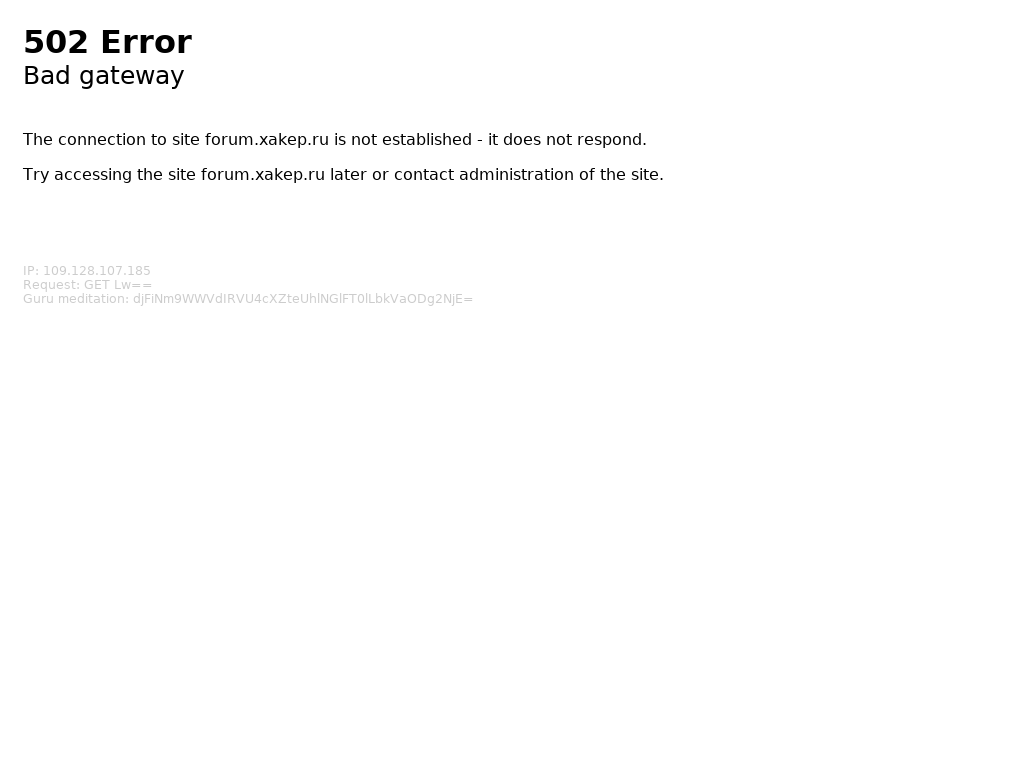 502 Error
Bad gateway
The connection to site forum.xakep.ru is not established - it does not respond.
Try accessing the site forum.xakep.ru later or contact administration of the site.
IP: 109.128.107.185
Request: GET Lw==
Guru meditation: djFiNm9WWVdIRVU4cXZteUhlNGlFT0lLbkVaODg2NjE=